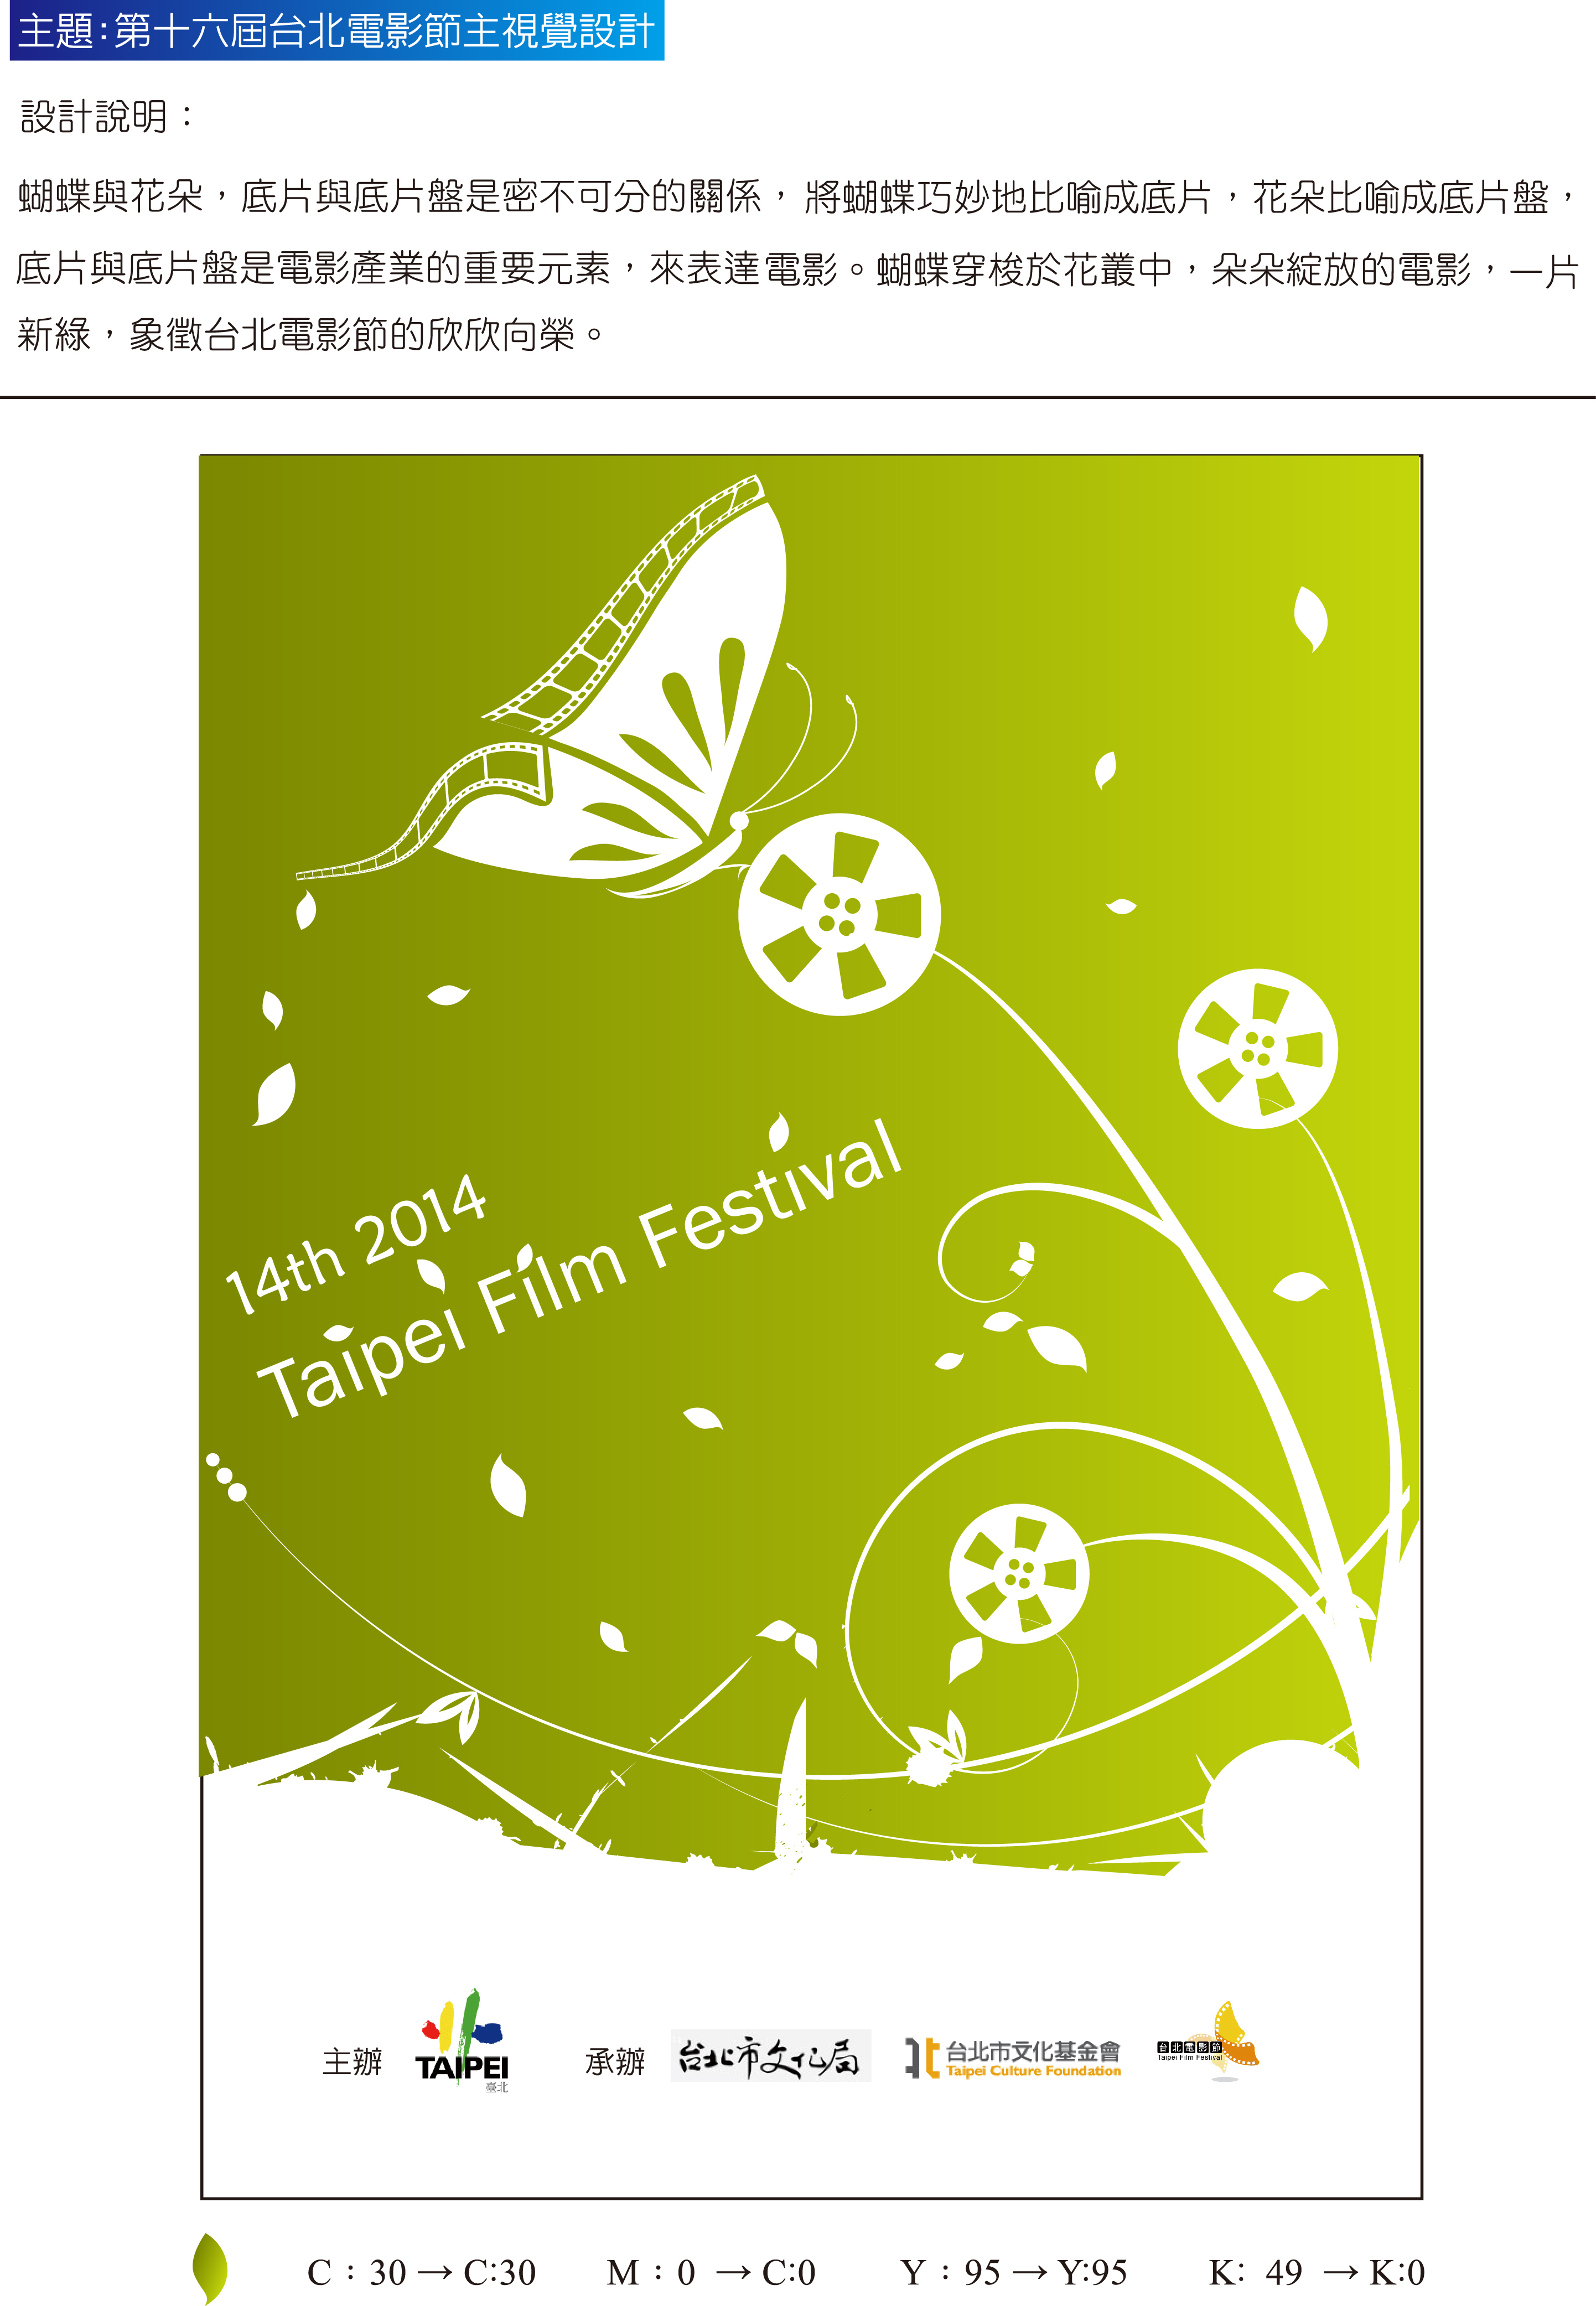 主題:第十六屆台北電影節主視覺設計
設計說明：
蝴蝶與花朵，底片與底片盤是密不可分的關係，將蝴蝶巧妙地比喻成底片，花朵比喻成底片盤，
底片與底片盤是電影產業的重要元素，來表達電影。蝴蝶穿梭於花叢中，朵朵綻放的電影，一片
新綠，象徵台北電影節的欣欣向榮。
14th 2014
Taipei Film Festival
主辦
TAIPEI
臺北
承辦
台北市文化局
台北市文化基金會
Taipei Culture Foundation
台北電影節
Taipei Film Festival
C：30 → C:30 M：0 → C:0 Y：95 → Y:95 K: 49 → K:0